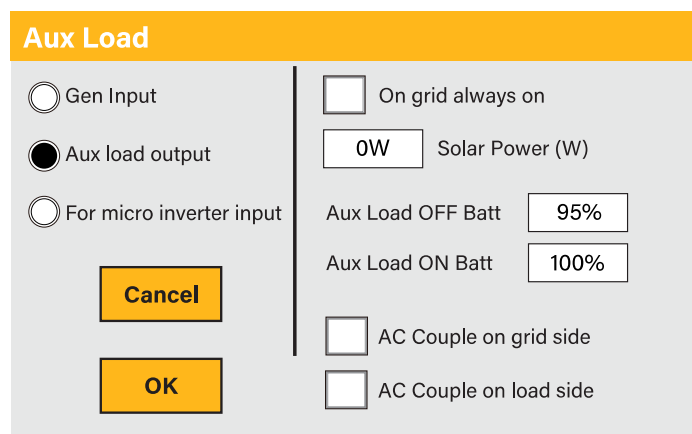 Aux Load
Gen Input
Aux load output
For micro inverter input
Cancel
OK
On grid always on
0W Solar Power (W)
Aux Load OFF Batt 95%
Aux Load ON Batt 100%
AC Couple on grid side
AC Couple on load side